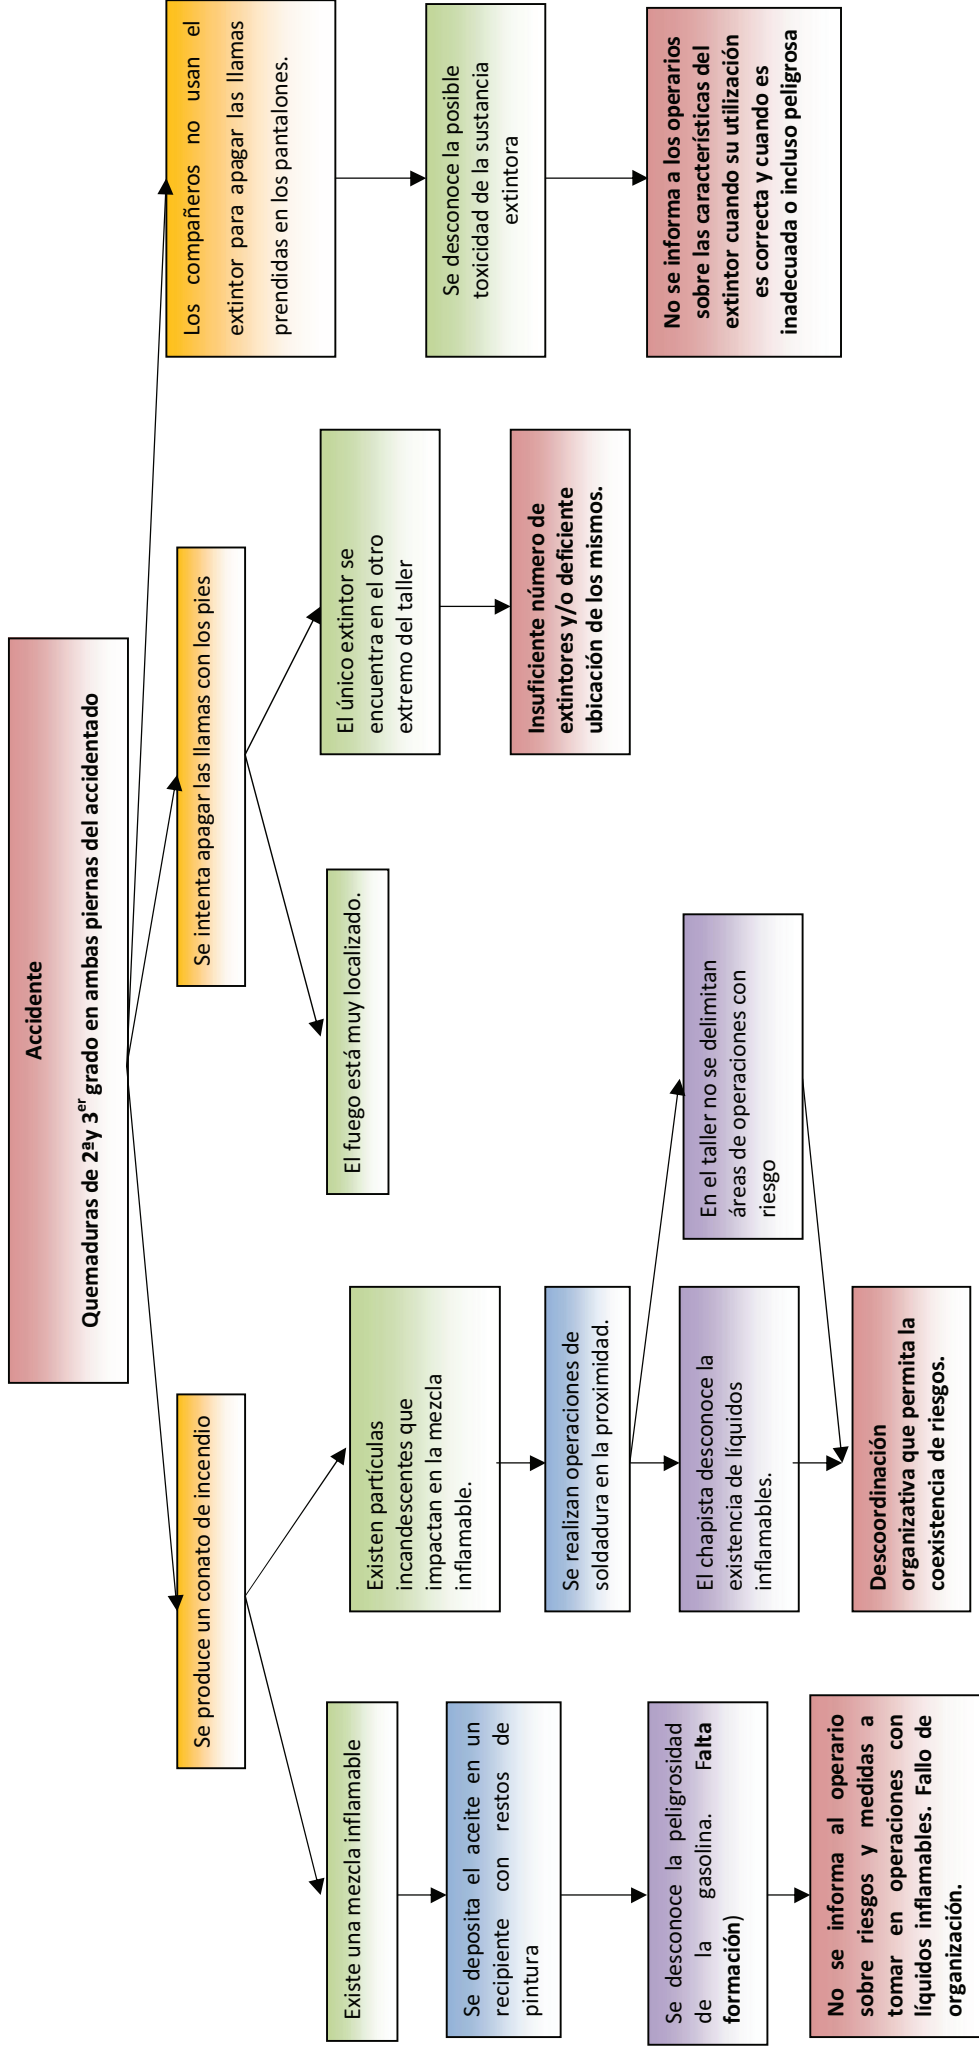 Accidente
Quemaduras de 2ªy 3er grado en ambas piernas del accidentado
Se produce un conato de incendio
Se intenta apagar las llamas con los pies
Los compañeros no usan el
extintor para apagar las llamas
prendidas en los pantalones.
Existe una mezcla inflamable
Existen partículas
incandescentes que
impactan en la mezcla
inflamable.
El fuego está muy localizado.
El único extintor se
encuentra en el otro
extremo del taller
Se desconoce la posible
toxicidad de la sustancia
extintora
Se deposita el aceite en un
recipiente con restos de
pintura
Se realizan operaciones de
soldadura en la proximidad.
Insuficiente número de
extintores y/o deficiente
ubicación de los mismos.
No se informa a los operarios
sobre las características del
extintor cuando su utilización
es correcta y cuando es
inadecuada o incluso peligrosa
Se desconoce la peligrosidad
de la gasolina. Falta
formación)
El chapista desconoce la
existencia de líquidos
inflamables.
En el taller no se delimitan
áreas de operaciones con
riesgo
No se informa al operario
sobre riesgos y medidas a
tomar en operaciones con
líquidos inflamables. Fallo de
organización.
Descoordinación
organizativa que permita la
coexistencia de riesgos.